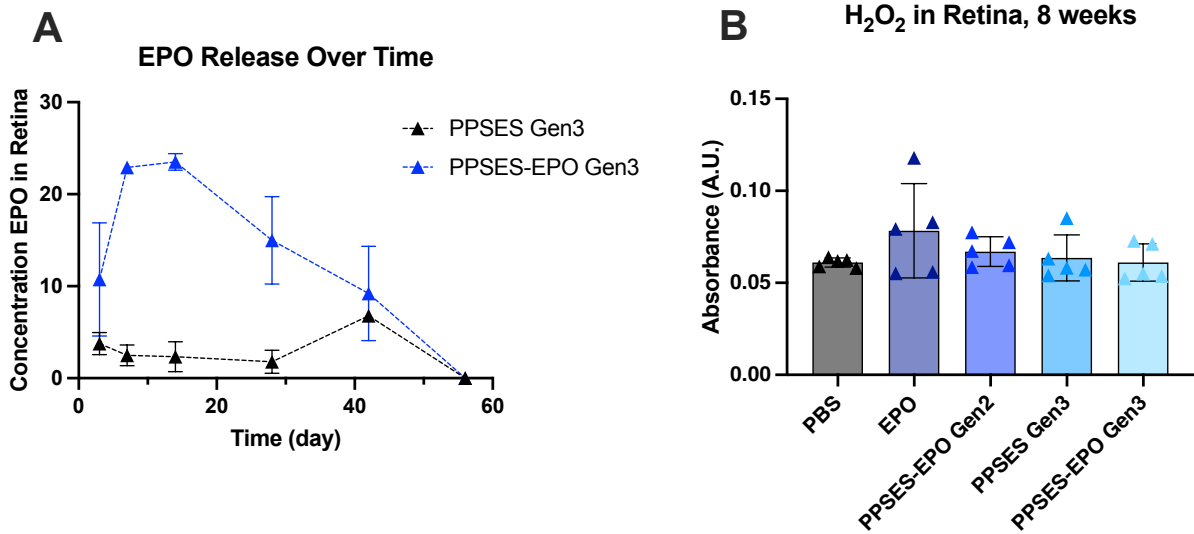 A
EPO Release Over Time
Concentration EPO in Retina
30
20
10
0
0
20
40
60
Time (day)
PPSES Gen3
PPSES-EPO Gen3
B
H₂O₂ in Retina, 8 weeks
Absorbance (A.U.)
0.15
0.10
0.05
0.00
PBS
EPO
PPSES-EPO Gen2
PPSES Gen3
PPSES-EPO Gen3